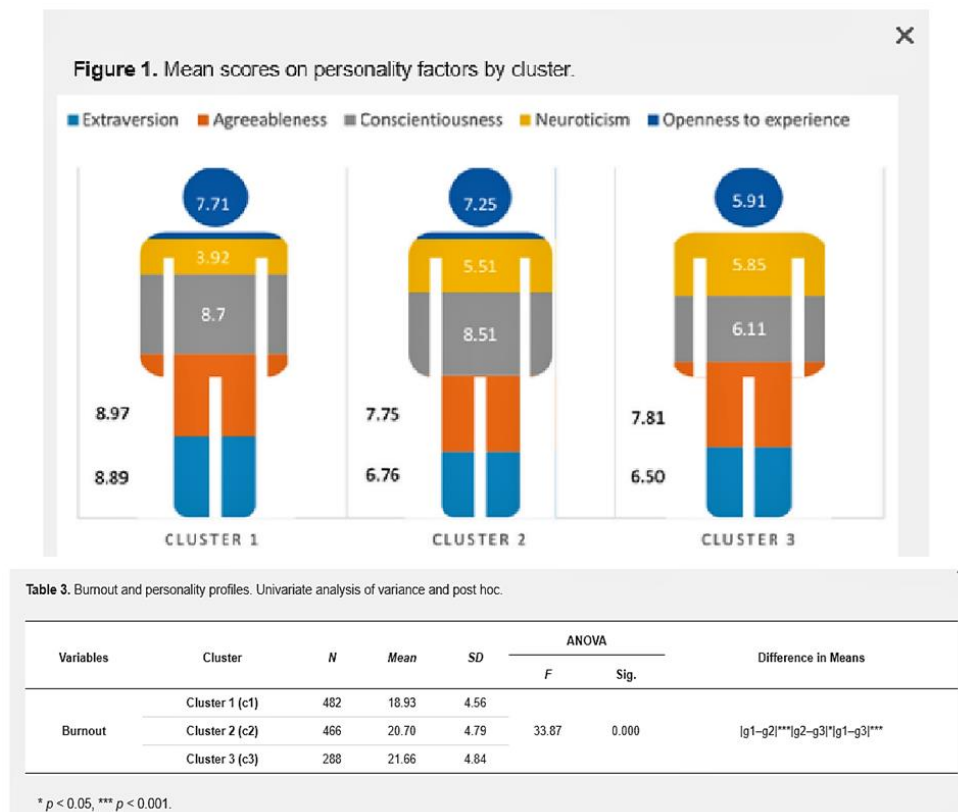 ×
Figure 1. Mean scores on personality factors by cluster.
Extraversion Agreeableness Conscientiousness Neuroticism Openness to experience
7.71 7.25 5.91
3.92 5.51 5.85
8.7 8.51 6.11
8.97 7.75 7.81
8.89 6.76 6.50
CLUSTER 1 CLUSTER 2 CLUSTER 3
Table 3. Burnout and personality profiles. Univariate analysis of variance and post hoc.
Variables Cluster N Mean SD ANOVA Difference in Means
F Sig.
Cluster 1 (c1) 482 18.93 4.56
Burnout Cluster 2 (c2) 466 20.70 4.79 33.87 0.000 |g1–g2|***|g2–g3|*|g1–g3|***
Cluster 3 (c3) 288 21.66 4.84
* p < 0.05, *** p < 0.001.